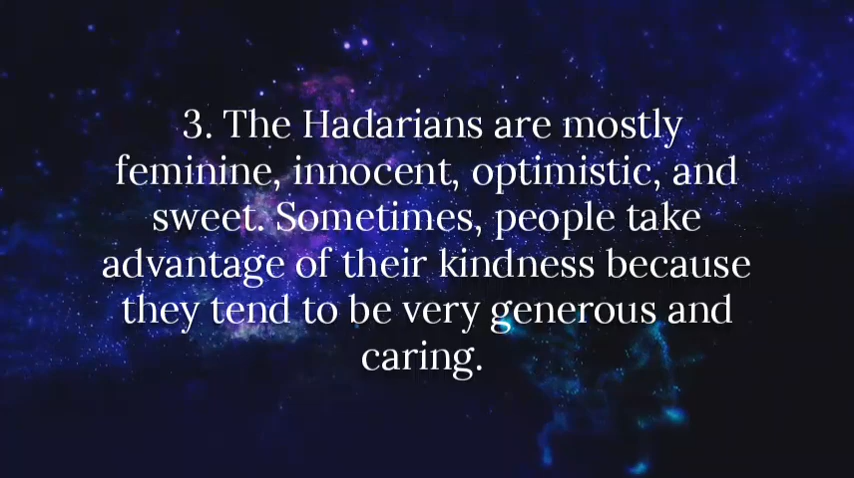 3. The Hadarians are mostly
feminine, innocent, optimistic, and
sweet. Sometimes, people take
advantage of their kindness because
they tend to be very generous and
caring.